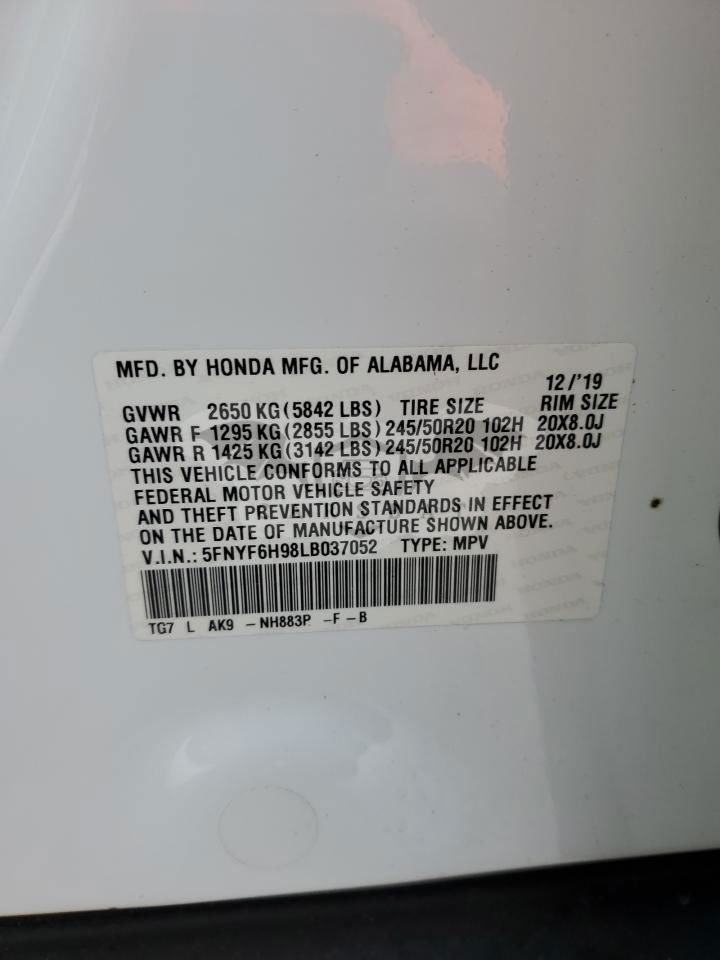 MFD. BY HONDA MFG. OF ALABAMA, LLC
12/'19
GVWR 2650 KG (5842 LBS) TIRE SIZE RIM SIZE
GAWR F 1295 KG (2855 LBS) 245/50R20 102H 20X8.0J
GAWR R 1425 KG (3142 LBS) 245/50R20 102H 20X8.0J
THIS VEHICLE CONFORMS TO ALL APPLICABLE
FEDERAL MOTOR VEHICLE SAFETY
AND THEFT PREVENTION STANDARDS IN EFFECT
ON THE DATE OF MANUFACTURE SHOWN ABOVE.
V.I.N.: 5FNYF6H98LB037052 TYPE: MPV
TG7 L AK9 -NH883P -F -B